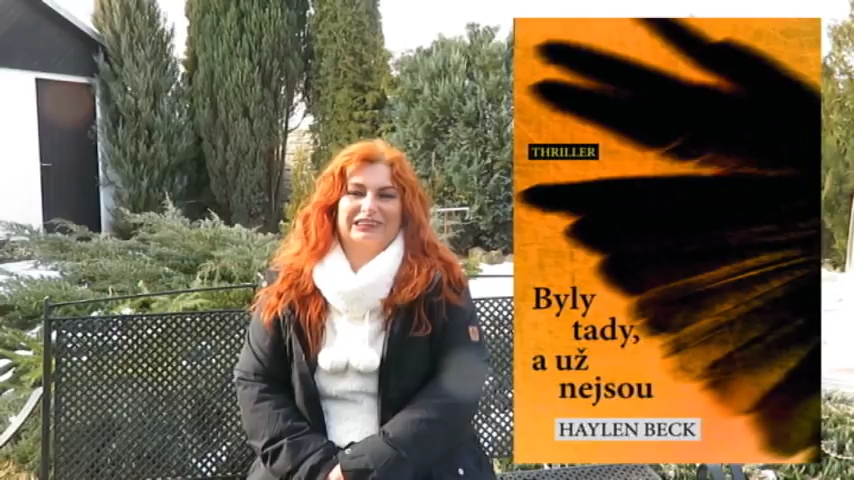 THRILLER
Byly
tady,
a už
nejsou
HAYLEN BECK